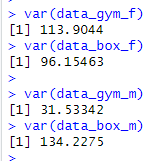 > var(data_gym_f)
[1] 113.9044
> var(data_box_f)
[1] 96.15463
>
> var(data_gym_m)
[1] 31.53342
> var(data_box_m)
[1] 134.2275
>